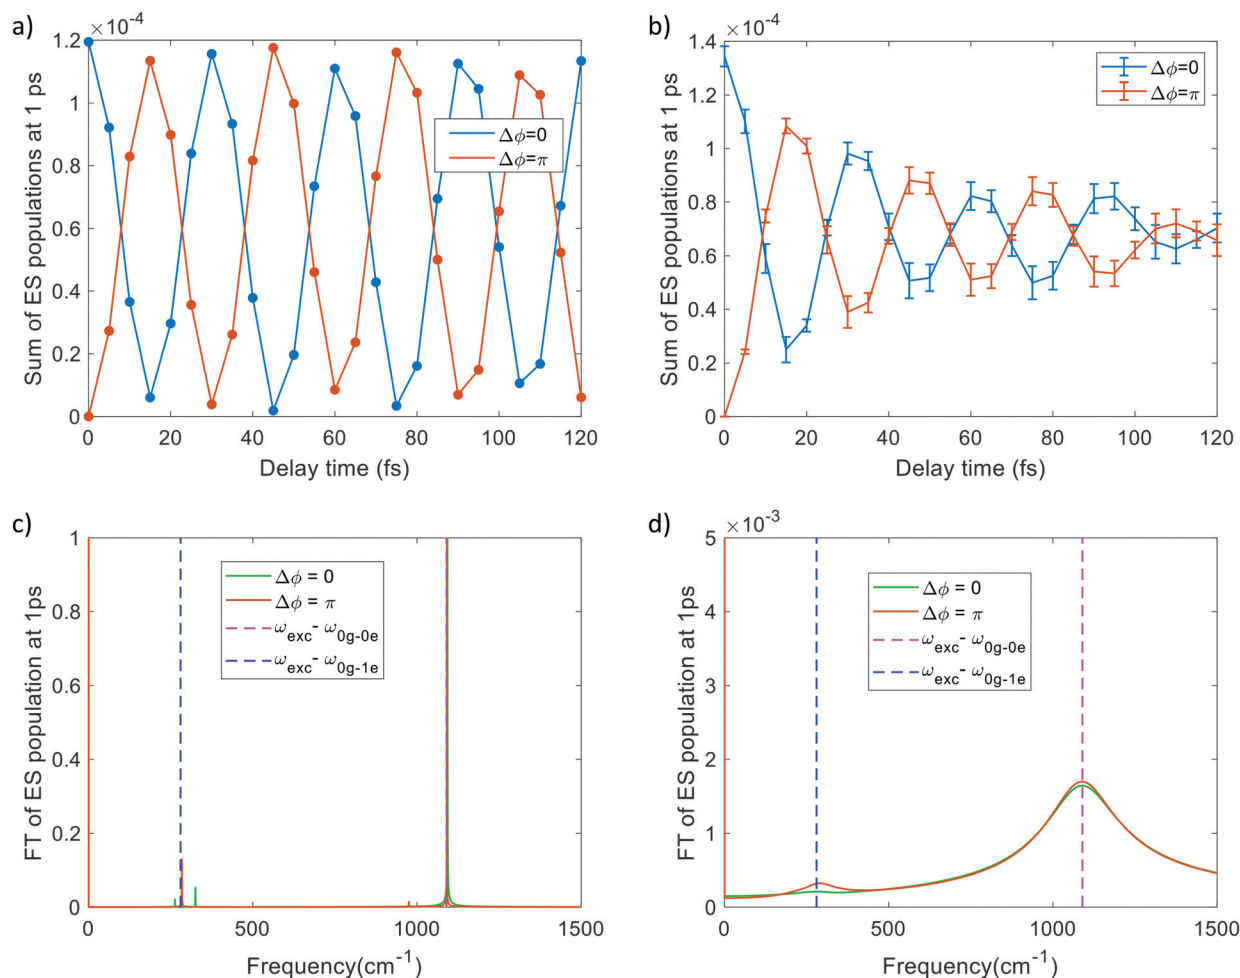 a)
×10⁻⁴
1.2
1
0.8
0.6
0.4
0.2
0
Sum of ES populations at 1 ps
Δϕ=0
Δϕ=π
0 20 40 60 80 100 120
Delay time (fs)
b)
×10⁻⁴
1.4
1.2
1
0.8
0.6
0.4
0.2
0
Sum of ES populations at 1 ps
Δϕ=0
Δϕ=π
0 20 40 60 80 100 120
Delay time (fs)
c)
1
0.8
0.6
0.4
0.2
0
FT of ES population at 1ps
Δϕ = 0
Δϕ = π
ω_exc- ω_0g-0e
ω_exc- ω_0g-1e
0 500 1000 1500
Frequency(cm⁻¹)
d)
×10⁻³
5
4
3
2
1
0
FT of ES population at 1ps
Δϕ = 0
Δϕ = π
ω_exc- ω_0g-0e
ω_exc- ω_0g-1e
0 500 1000 1500
Frequency(cm⁻¹)